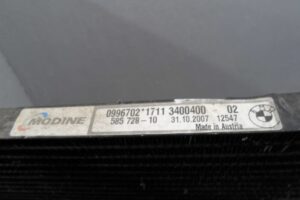 MODINE
0996702*1711 3400400 - 02
585 728-10 31.10.2007 12547
Made in Austria